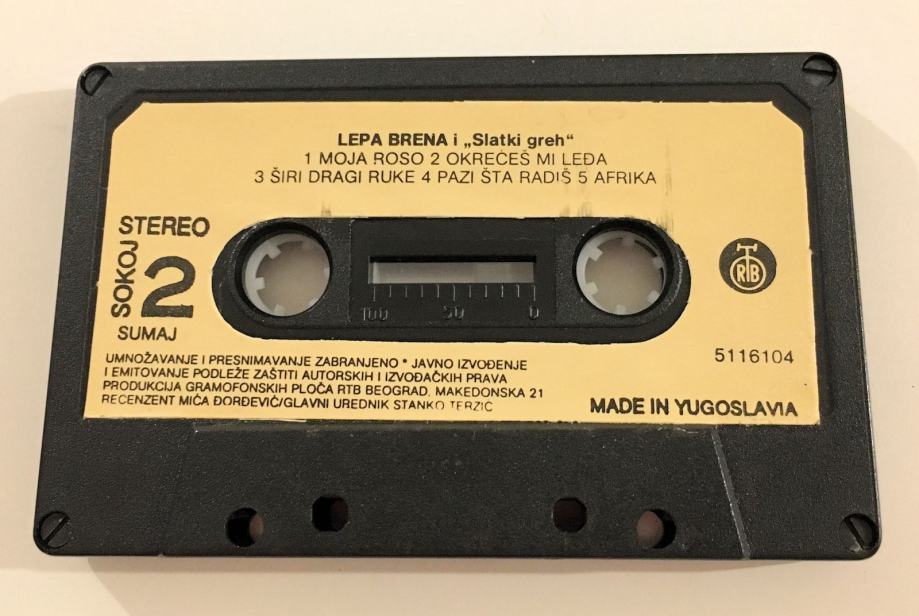 LEPA BRENA i „Slatki greh“
1 MOJA ROSO 2 OKREĆEŠ MI LEĐA
3 ŠIRI DRAGI RUKE 4 PAZI ŠTA RADIŠ 5 AFRIKA
STEREO
SOKOJ
2
SUMAJ
RTB
100 50 0
5116104
UMNOŽAVANJE I PRESNIMAVANJE ZABRANJENO * JAVNO IZVOĐENJE
I EMITOVANJE PODLEŽE ZAŠTITI AUTORSKIH I IZVOĐAČKIH PRAVA
PRODUKCIJA GRAMOFONSKIH PLOČA RTB BEOGRAD, MAKEDONSKA 21
RECENZENT MIĆA ĐORĐEVIĆ/GLAVNI UREDNIK STANKO TERZIĆ
MADE IN YUGOSLAVIA